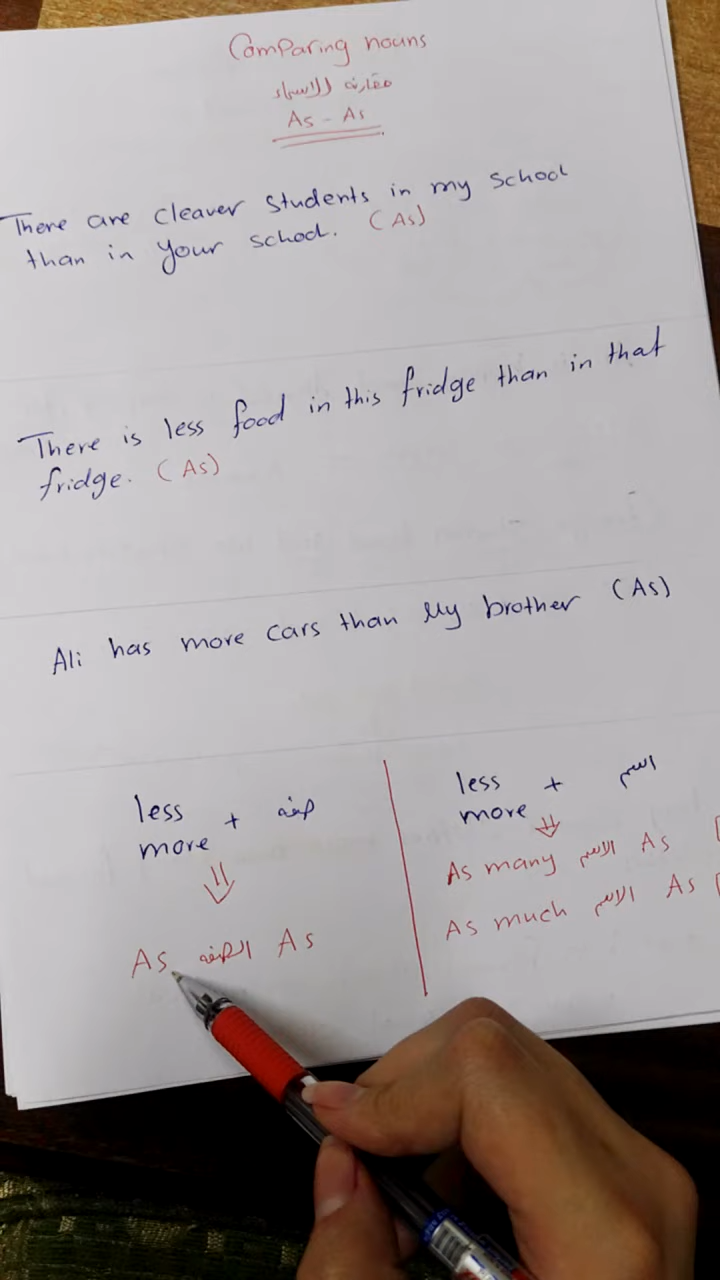 Comparing nouns
مقارنة الاسماء
As - As
There are cleaver students in my school
than in your school. (As)
There is less food in this fridge than in that
fridge. (As)
Ali has more cars than My brother (As)
less
more + صفه
As الصفه As
less
more + اسم
As many الاسم As
As much الاسم As